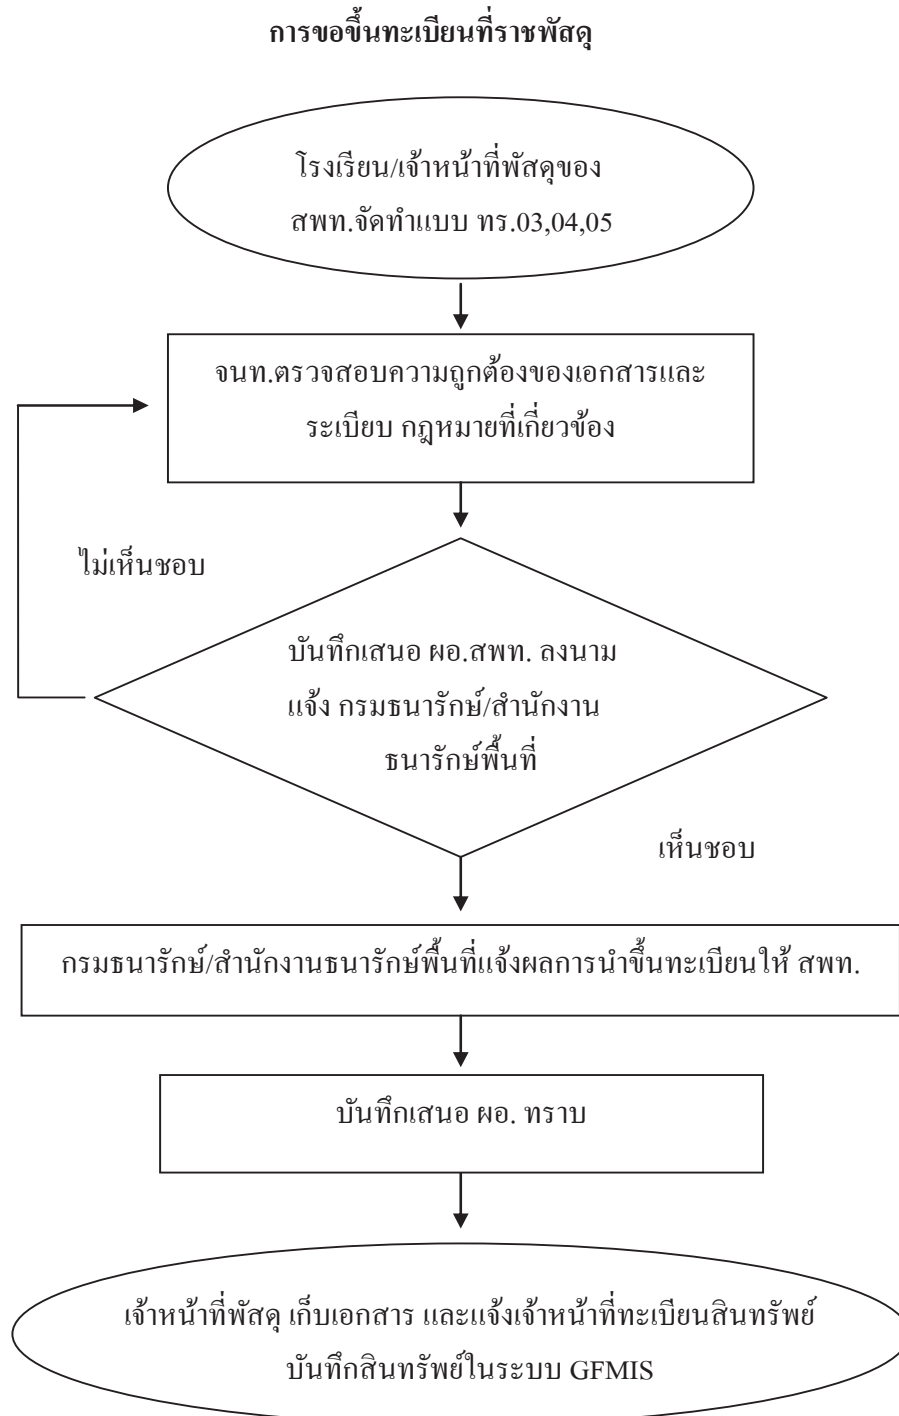 การขอขึ้นทะเบียนที่ราชพัสดุ
โรงเรียน/เจ้าหน้าที่พัสดุของ
สพท.จัดทำแบบ ทร.03,04,05
จนท.ตรวจสอบความถูกต้องของเอกสารและ
ระเบียบ กฎหมายที่เกี่ยวข้อง
ไม่เห็นชอบ
บันทึกเสนอ ผอ.สพท. ลงนาม
แจ้ง กรมธนารักษ์/สำนักงาน
ธนารักษ์พื้นที่
เห็นชอบ
กรมธนารักษ์/สำนักงานธนารักษ์พื้นที่แจ้งผลการนำขึ้นทะเบียนให้ สพท.
บันทึกเสนอ ผอ. ทราบ
เจ้าหน้าที่พัสดุ เก็บเอกสาร และแจ้งเจ้าหน้าที่ทะเบียนสินทรัพย์
บันทึกสินทรัพย์ในระบบ GFMIS